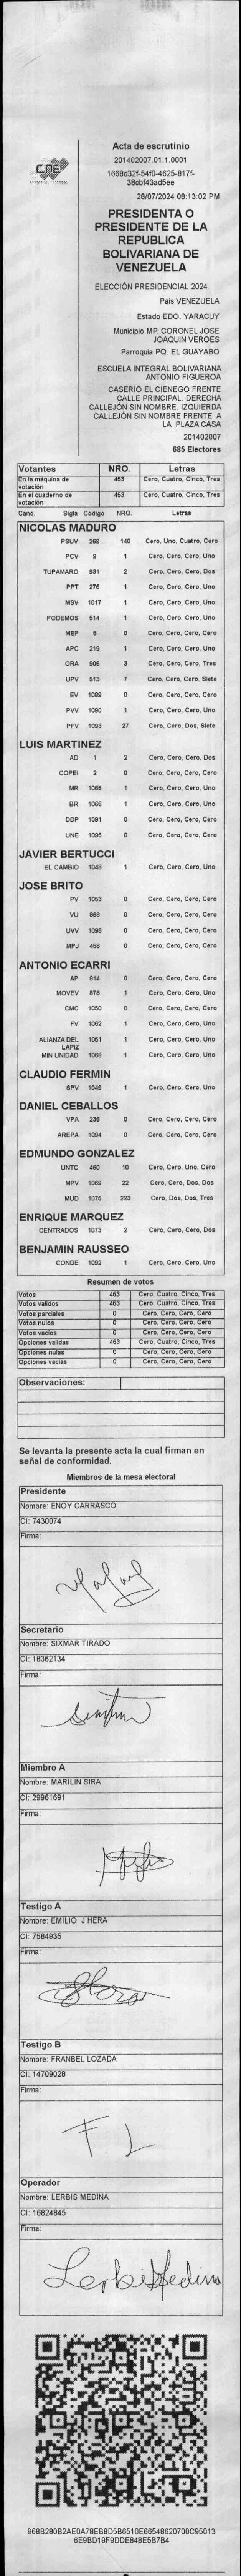 CNE
Acta de escrutinio
201402007.01.1.0001
1668d32f-54f0-4625-817f-
38cbf43ad5ee
28/07/2024 08:13:02 PM
PRESIDENTA O
PRESIDENTE DE LA
REPUBLICA
BOLIVARIANA DE
VENEZUELA
ELECCIÓN PRESIDENCIAL 2024
País VENEZUELA
Estado EDO. YARACUY
Municipio MP. CORONEL JOSE
JOAQUIN VEROES
Parroquia PQ. EL GUAYABO
ESCUELA INTEGRAL BOLIVARIANA
ANTONIO FIGUEROA
CASERIO EL CIENEGO FRENTE
CALLE PRINCIPAL. DERECHA
CALLEJÓN SIN NOMBRE. IZQUIERDA
CALLEJÓN SIN NOMBRE FRENTE A
LA PLAZA CASA
201402007
685 Electores
Votantes NRO. Letras
En la máquina de votación 453 Cero, Cuatro, Cinco, Tres
En el cuaderno de votación 453 Cero, Cuatro, Cinco, Tres
Cand. Sigla Código NRO. Letras
NICOLAS MADURO
PSUV 269 140 Cero, Uno, Cuatro, Cero
PCV 9 1 Cero, Cero, Cero, Uno
TUPAMARO 931 2 Cero, Cero, Cero, Dos
PPT 276 1 Cero, Cero, Cero, Uno
MSV 1017 1 Cero, Cero, Cero, Uno
PODEMOS 514 1 Cero, Cero, Cero, Uno
MEP 6 0 Cero, Cero, Cero, Cero
APC 219 1 Cero, Cero, Cero, Uno
ORA 906 3 Cero, Cero, Cero, Tres
UPV 513 7 Cero, Cero, Cero, Siete
EV 1089 0 Cero, Cero, Cero, Cero
PVV 1090 1 Cero, Cero, Cero, Uno
PFV 1093 27 Cero, Cero, Dos, Siete
LUIS MARTINEZ
AD 1 2 Cero, Cero, Cero, Dos
COPEI 2 0 Cero, Cero, Cero, Cero
MR 1065 1 Cero, Cero, Cero, Uno
BR 1066 1 Cero, Cero, Cero, Uno
DDP 1091 0 Cero, Cero, Cero, Cero
UNE 1095 0 Cero, Cero, Cero, Cero
JAVIER BERTUCCI
EL CAMBIO 1048 1 Cero, Cero, Cero, Uno
JOSE BRITO
PV 1053 0 Cero, Cero, Cero, Cero
VU 868 0 Cero, Cero, Cero, Cero
UVV 1096 0 Cero, Cero, Cero, Cero
MPJ 458 0 Cero, Cero, Cero, Cero
ANTONIO ECARRI
AP 614 0 Cero, Cero, Cero, Cero
MOVEV 878 1 Cero, Cero, Cero, Uno
CMC 1050 0 Cero, Cero, Cero, Cero
FV 1062 1 Cero, Cero, Cero, Uno
ALIANZA DEL LAPIZ 1051 1 Cero, Cero, Cero, Uno
MIN UNIDAD 1068 1 Cero, Cero, Cero, Uno
CLAUDIO FERMIN
SPV 1049 1 Cero, Cero, Cero, Uno
DANIEL CEBALLOS
VPA 236 0 Cero, Cero, Cero, Cero
AREPA 1094 0 Cero, Cero, Cero, Cero
EDMUNDO GONZALEZ
UNTC 460 10 Cero, Cero, Uno, Cero
MPV 1069 22 Cero, Cero, Dos, Dos
MUD 1075 223 Cero, Dos, Dos, Tres
ENRIQUE MARQUEZ
CENTRADOS 1073 2 Cero, Cero, Cero, Dos
BENJAMIN RAUSSEO
CONDE 1092 1 Cero, Cero, Cero, Uno
Resumen de votos
Votos 453 Cero, Cuatro, Cinco, Tres
Votos validos 453 Cero, Cuatro, Cinco, Tres
Votos parciales 0 Cero, Cero, Cero, Cero
Votos nulos 0 Cero, Cero, Cero, Cero
Votos vacios 0 Cero, Cero, Cero, Cero
Opciones validas 453 Cero, Cuatro, Cinco, Tres
Opciones nulas 0 Cero, Cero, Cero, Cero
Opciones vacias 0 Cero, Cero, Cero, Cero
Observaciones:
Se levanta la presente acta la cual firman en
señal de conformidad.
Miembros de la mesa electoral
Presidente
Nombre: ENOY CARRASCO
CI: 7430074
Firma:
Secretario
Nombre: SIXMAR TIRADO
CI: 18362134
Firma:
Miembro A
Nombre: MARILIN SIRA
CI: 29961691
Firma:
Testigo A
Nombre: EMILIO J HERA
CI: 7584935
Firma:
Testigo B
Nombre: FRANBEL LOZADA
CI: 14709028
Firma:
F. L
Operador
Nombre: LERBIS MEDINA
CI: 16824845
Firma:
Lerbis Medina
968B280B2AE0A78EB8D5B6510E66548620700C95013
6E9BD19F9DDE848E5B7B4